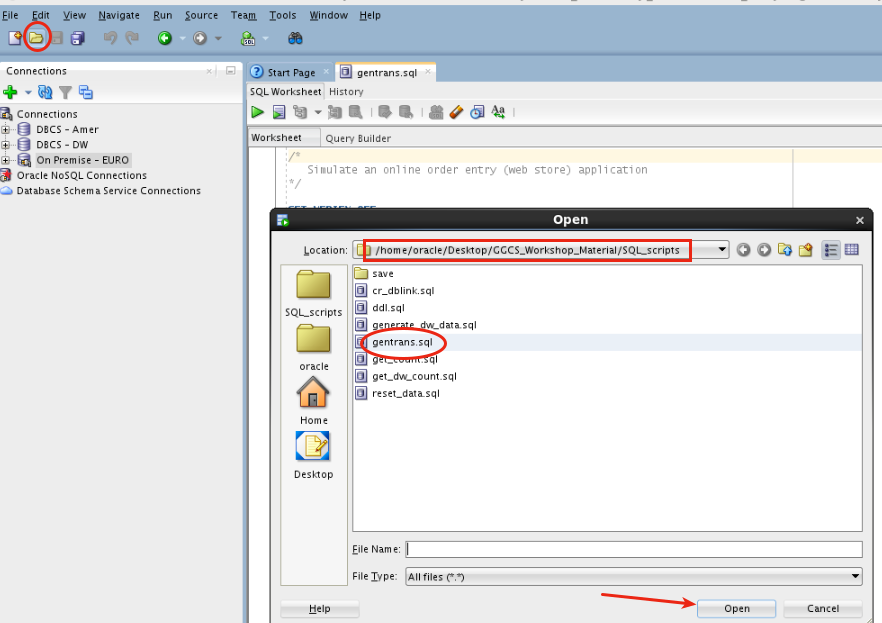 File Edit View Navigate Run Source Team Tools Window Help
SQL
Connections
Connections
DBCS - Amer
DBCS - DW
On Premise - EURO
Oracle NoSQL Connections
Database Schema Service Connections
Start Page
gentrans.sql
SQL Worksheet History
Aa
Worksheet Query Builder
/*
Simulate an online order entry (web store) application
*/
Open
Location: /home/oracle/Desktop/GGCS_Workshop_Material/SQL_scripts
SQL_scripts
oracle
Home
Desktop
save
cr_dblink.sql
ddl.sql
generate_dw_data.sql
gentrans.sql
get_count.sql
get_dw_count.sql
reset_data.sql
File Name:
File Type: All files (*.*)
Help Open Cancel